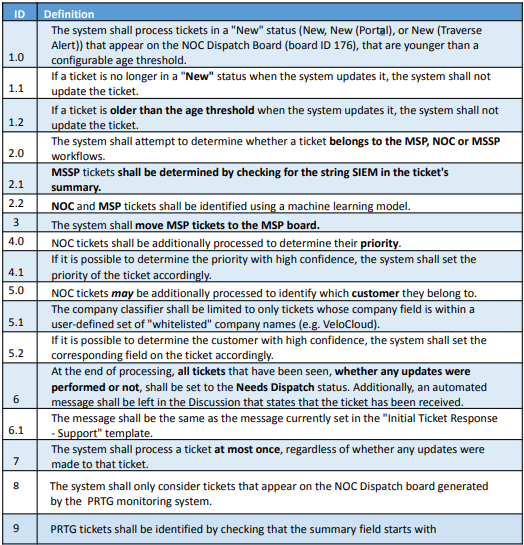 ID Definition
The system shall process tickets in a "New" status (New, New (Portal), or New (Traverse
Alert)) that appear on the NOC Dispatch Board (board ID 176), that are younger than a
1.0 configurable age threshold.
If a ticket is no longer in a "New" status when the system updates it, the system shall not
1.1 update the ticket.
If a ticket is older than the age threshold when the system updates it, the system shall not
1.2 update the ticket.
The system shall attempt to determine whether a ticket belongs to the MSP, NOC or MSSP
2.0 workflows.
MSSP tickets shall be determined by checking for the string SIEM in the ticket's
2.1 summary.
2.2 NOC and MSP tickets shall be identified using a machine learning model.
3 The system shall move MSP tickets to the MSP board.
4.0 NOC tickets shall be additionally processed to determine their priority.
If it is possible to determine the priority with high confidence, the system shall set the
4.1 priority of the ticket accordingly.
5.0 NOC tickets may be additionally processed to identify which customer they belong to.
The company classifier shall be limited to only tickets whose company field is within a
5.1 user-defined set of "whitelisted" company names (e.g. VeloCloud).
If it is possible to determine the customer with high confidence, the system shall set the
5.2 corresponding field on the ticket accordingly.
At the end of processing, all tickets that have been seen, whether any updates were
performed or not, shall be set to the Needs Dispatch status. Additionally, an automated
6 message shall be left in the Discussion that states that the ticket has been received.
The message shall be the same as the message currently set in the "Initial Ticket Response
6.1 - Support" template.
The system shall process a ticket at most once, regardless of whether any updates were
7 made to that ticket.
8 The system shall only consider tickets that appear on the NOC Dispatch board generated
by the PRTG monitoring system.
9 PRTG tickets shall be identified by checking that the summary field starts with